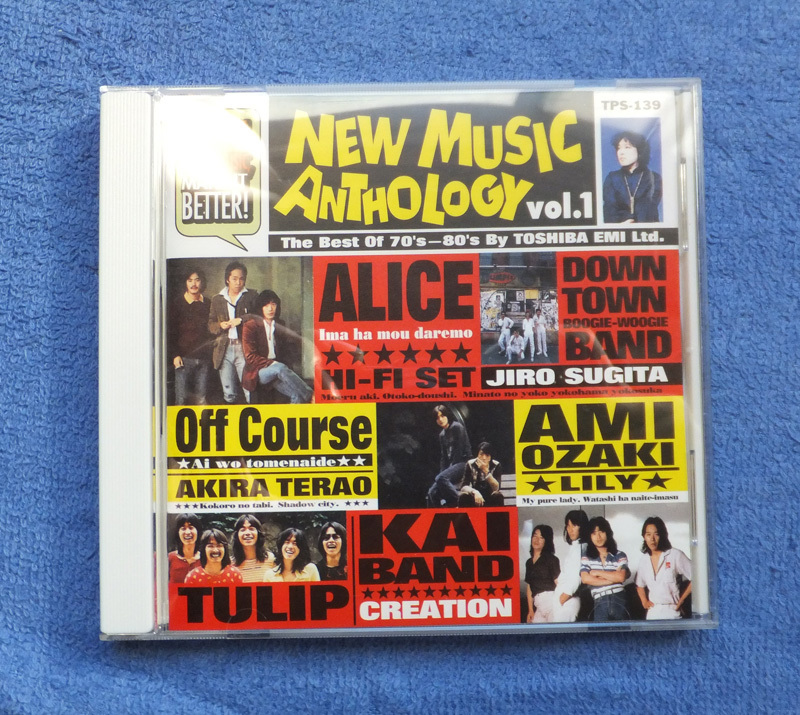 BETTER!
NEW MUSIC
ANTHOLOGY vol.1
TPS-139
The Best Of 70's—80's By TOSHIBA EMI Ltd.
ALICE
Ima ha mou daremo
★★★★★★
HI-FI SET
Moeru aki. Otoko-doushi. Minato no yoko yokohama yokosuka
DOWN
TOWN
BOOGIE-WOOGIE
BAND
JIRO SUGITA
Off Course
★Ai wo tomenaide★★
AKIRA TERAO
★★★Kokoro no tabi. Shadow city. ★★★
AMI
OZAKI
★LILY★
My pure lady. Watashi ha naite-imasu
TULIP
KAI
BAND
★★★★★★★★★★
CREATION